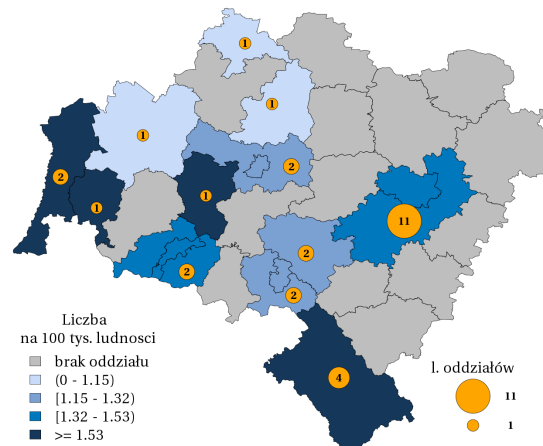 1
1
1
2
2
1
1
11
2
2
2
4
Liczba
na 100 tys. ludnosci
brak oddziału
(0 - 1.15)
[1.15 - 1.32)
[1.32 - 1.53)
>= 1.53
l. oddziałów
11
1